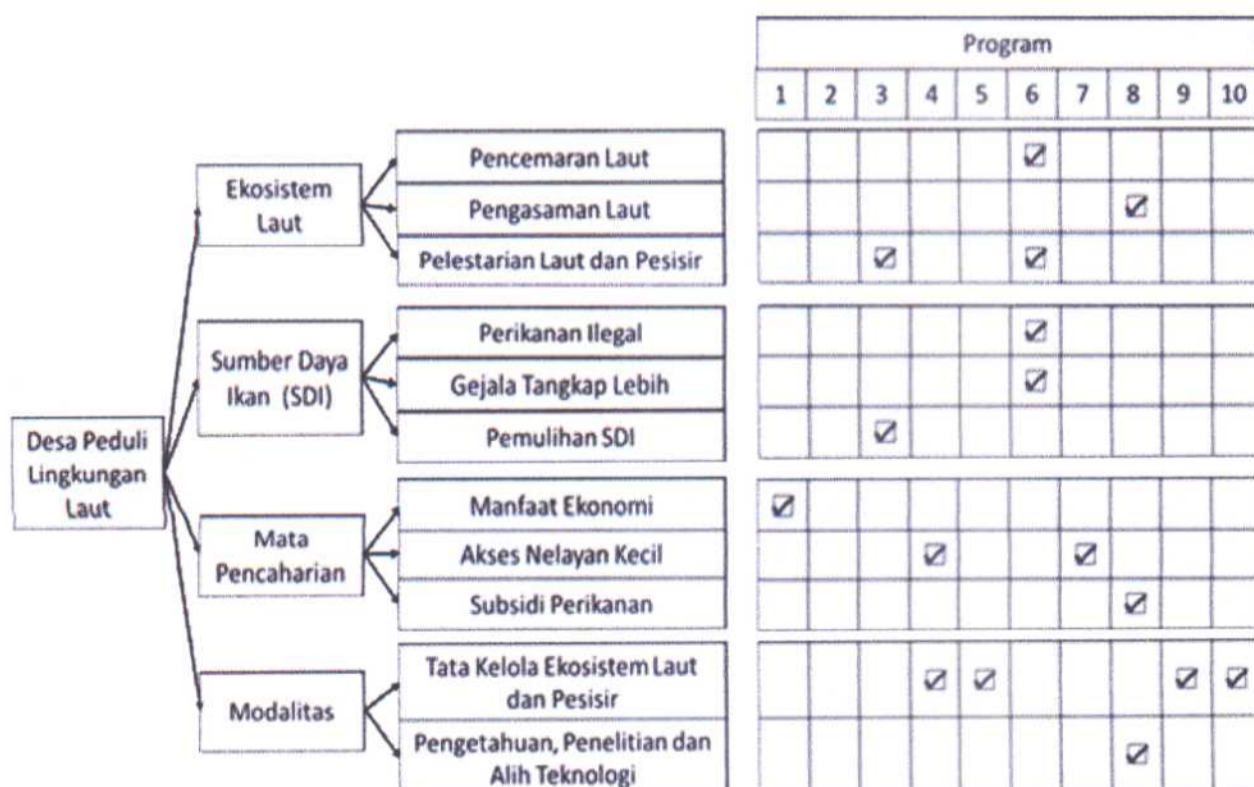 Program
1 2 3 4 5 6 7 8 9 10
Desa Peduli
Lingkungan
Laut
Ekosistem
Laut
Pencemaran Laut
Pengasaman Laut
Pelestarian Laut dan Pesisir
Sumber Daya
Ikan (SDI)
Perikanan Ilegal
Gejala Tangkap Lebih
Pemulihan SDI
Mata
Pencaharian
Manfaat Ekonomi
Akses Nelayan Kecil
Subsidi Perikanan
Modalitas
Tata Kelola Ekosistem Laut
dan Pesisir
Pengetahuan, Penelitian dan
Alih Teknologi